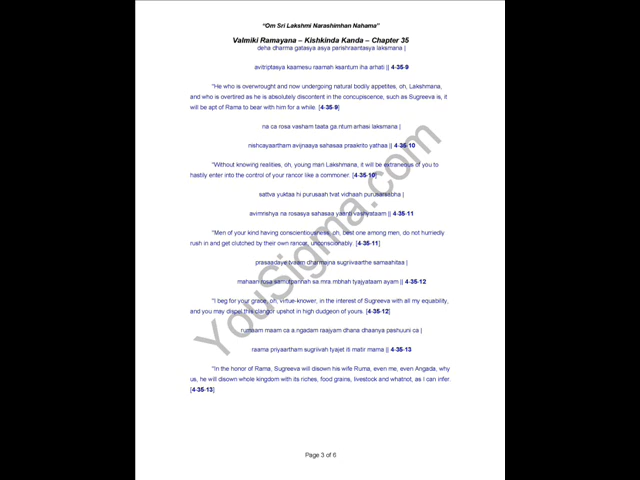 "Om Sri Lakshmi Narashimhan Nahama"
Valmiki Ramayana – Kishkinda Kanda – Chapter 35
deha dharma gatasya asya parishraantasya laksmana |
avitriptasya kaamesu raamah ksantum iha arhati || 4-35-9
"He who is overwrought and now undergoing natural bodily appetites, oh, Lakshmana,
and who is overtired as he is absolutely discontent in the concupiscence, such as Sugreeva is, it
will be apt of Rama to bear with him for a while. [4-35-9]
na ca rosa vasham taata ga.ntum arhasi laksmana |
nishcayaartham avijnaaya sahasaa praakrito yathaa || 4-35-10
"Without knowing realities, oh, young man Lakshmana, it will be extraneous of you to
hastily enter into the control of your rancor like a commoner. [4-35-10]
sattva yuktaa hi purusaah tvat vidhaah purusarsabha |
avimrishya na rosasya sahasaa yaanti vashyataam || 4-35-11
"Men of your kind having conscientiousness, oh, best one among men, do not hurriedly
rush in and get clutched by their own rancor, unconscionably. [4-35-11]
prasaadaye tvaam dharmajna sugriivaarthe samaahitaa |
mahaan rosa samutpannah sa.mra.mbhah tyajyataam ayam || 4-35-12
"I beg for your grace, oh, virtue-knower, in the interest of Sugreeva with all my equability,
and you may dispel this clangor upshot in high dudgeon of yours. [4-35-12]
rumaam maam ca a.ngadam raajyam dhana dhaanya pashuuni ca |
raama priyaartham sugriivah tyajet iti matir mama || 4-35-13
"In the honor of Rama, Sugreeva will disown his wife Ruma, even me, even Angada, why
us, he will disown whole kingdom with its riches, food grains, livestock and whatnot, as I can infer.
[4-35-13]
YouSigma.com
Page 3 of 6